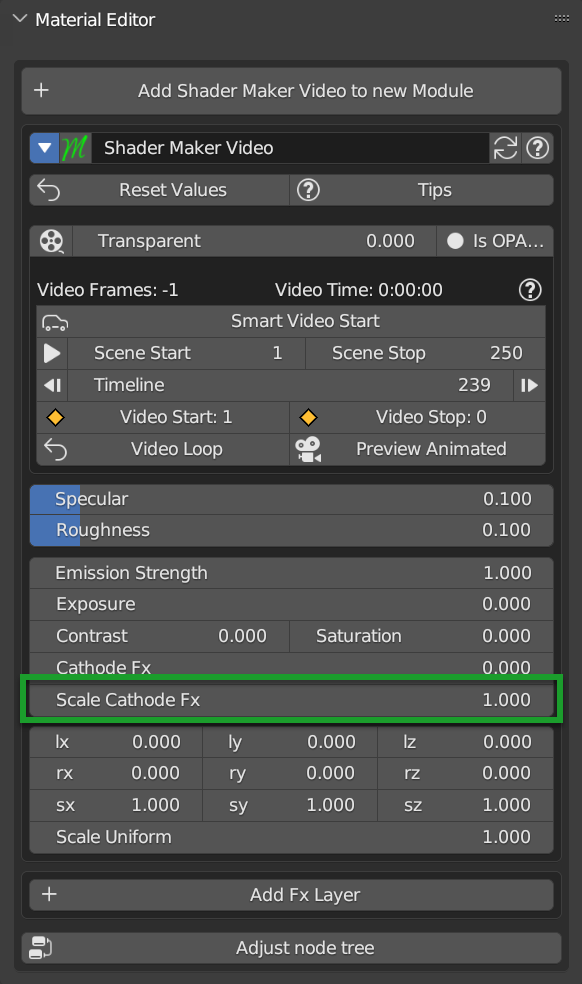 Material Editor
Add Shader Maker Video to new Module
Shader Maker Video
Reset Values Tips
Transparent 0.000 Is OPA...
Video Frames: -1 Video Time: 0:00:00
Smart Video Start
Scene Start 1 Scene Stop 250
Timeline 239
Video Start: 1 Video Stop: 0
Video Loop Preview Animated
Specular 0.100
Roughness 0.100
Emission Strength 1.000
Exposure 0.000
Contrast 0.000 Saturation 0.000
Cathode Fx 0.000
Scale Cathode Fx 1.000
lx 0.000 ly 0.000 lz 0.000
rx 0.000 ry 0.000 rz 0.000
sx 1.000 sy 1.000 sz 1.000
Scale Uniform 1.000
Add Fx Layer
Adjust node tree